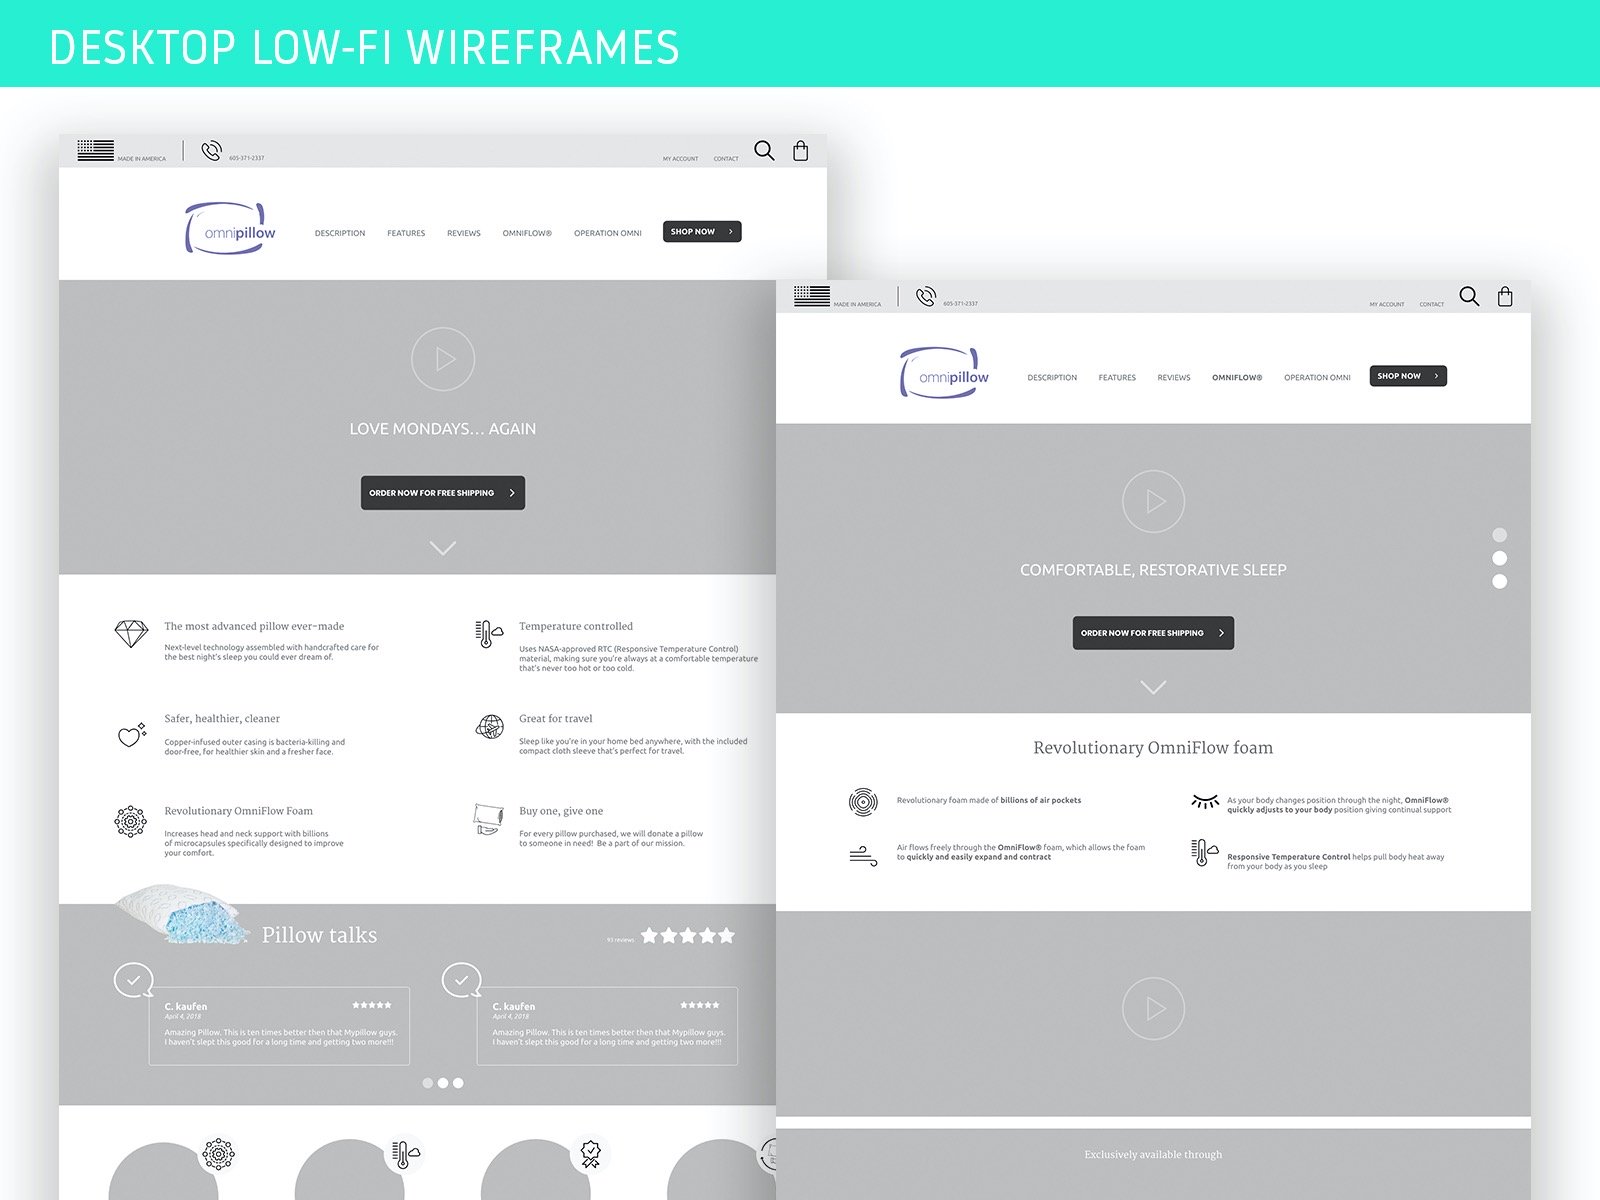 DESKTOP LOW-FI WIREFRAMES
MADE IN AMERICA
605-371-2337
MY ACCOUNT
CONTACT
omnipillow
DESCRIPTION
FEATURES
REVIEWS
OMNIFLOW®
OPERATION OMNI
SHOP NOW
LOVE MONDAYS... AGAIN
ORDER NOW FOR FREE SHIPPING
The most advanced pillow ever-made
Next-level technology assembled with handcrafted care for
the best night's sleep you could ever dream of.
Temperature controlled
Uses NASA-approved RTC (Responsive Temperature Control)
material, making sure you're always at a comfortable temperature
that's never too hot or too cold.
Safer, healthier, cleaner
Copper-infused outer casing is bacteria-killing and
door-free, for healthier skin and a fresher face.
Great for travel
Sleep like you're in your home bed anywhere, with the included
compact cloth sleeve that's perfect for travel.
Revolutionary OmniFlow Foam
Increases head and neck support with billions
of microcapsules specifically designed to improve
your comfort.
Buy one, give one
For every pillow purchased, we will donate a pillow
to someone in need! Be a part of our mission.
Pillow talks
93 reviews
C. kaufen
April 4, 2018
Amazing Pillow. This is ten times better then that Mypillow guys.
I haven't slept this good for a long time and getting two more!!!
C. kaufen
April 4, 2018
Amazing Pillow. This is ten times better then that Mypillow guys.
I haven't slept this good for a long time and getting two more!!!
MADE IN AMERICA
605-371-2337
MY ACCOUNT
CONTACT
omnipillow
DESCRIPTION
FEATURES
REVIEWS
OMNIFLOW®
OPERATION OMNI
SHOP NOW
COMFORTABLE, RESTORATIVE SLEEP
ORDER NOW FOR FREE SHIPPING
Revolutionary OmniFlow foam
Revolutionary foam made of billions of air pockets
As your body changes position through the night, OmniFlow®
quickly adjusts to your body position giving continual support
Air flows freely through the OmniFlow® foam, which allows the foam
to quickly and easily expand and contract
Responsive Temperature Control helps pull body heat away
from your body as you sleep
Exclusively available through